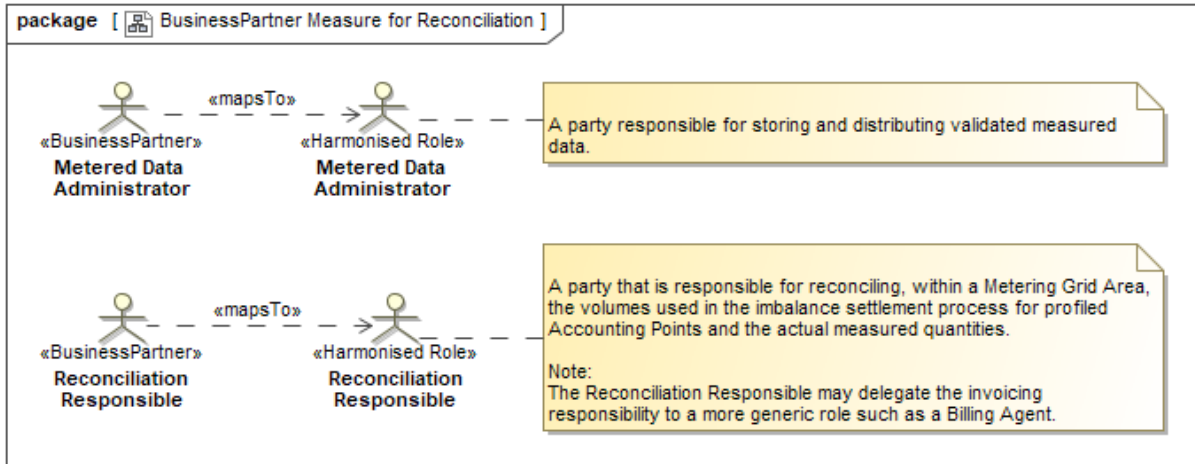 package [ BusinessPartner Measure for Reconciliation ]
«mapsTo»
«BusinessPartner»
Metered Data
Administrator
«Harmonised Role»
Metered Data
Administrator
A party responsible for storing and distributing validated measured
data.
«mapsTo»
«BusinessPartner»
Reconciliation
Responsible
«Harmonised Role»
Reconciliation
Responsible
A party that is responsible for reconciling, within a Metering Grid Area,
the volumes used in the imbalance settlement process for profiled
Accounting Points and the actual measured quantities.
Note:
The Reconciliation Responsible may delegate the invoicing
responsibility to a more generic role such as a Billing Agent.